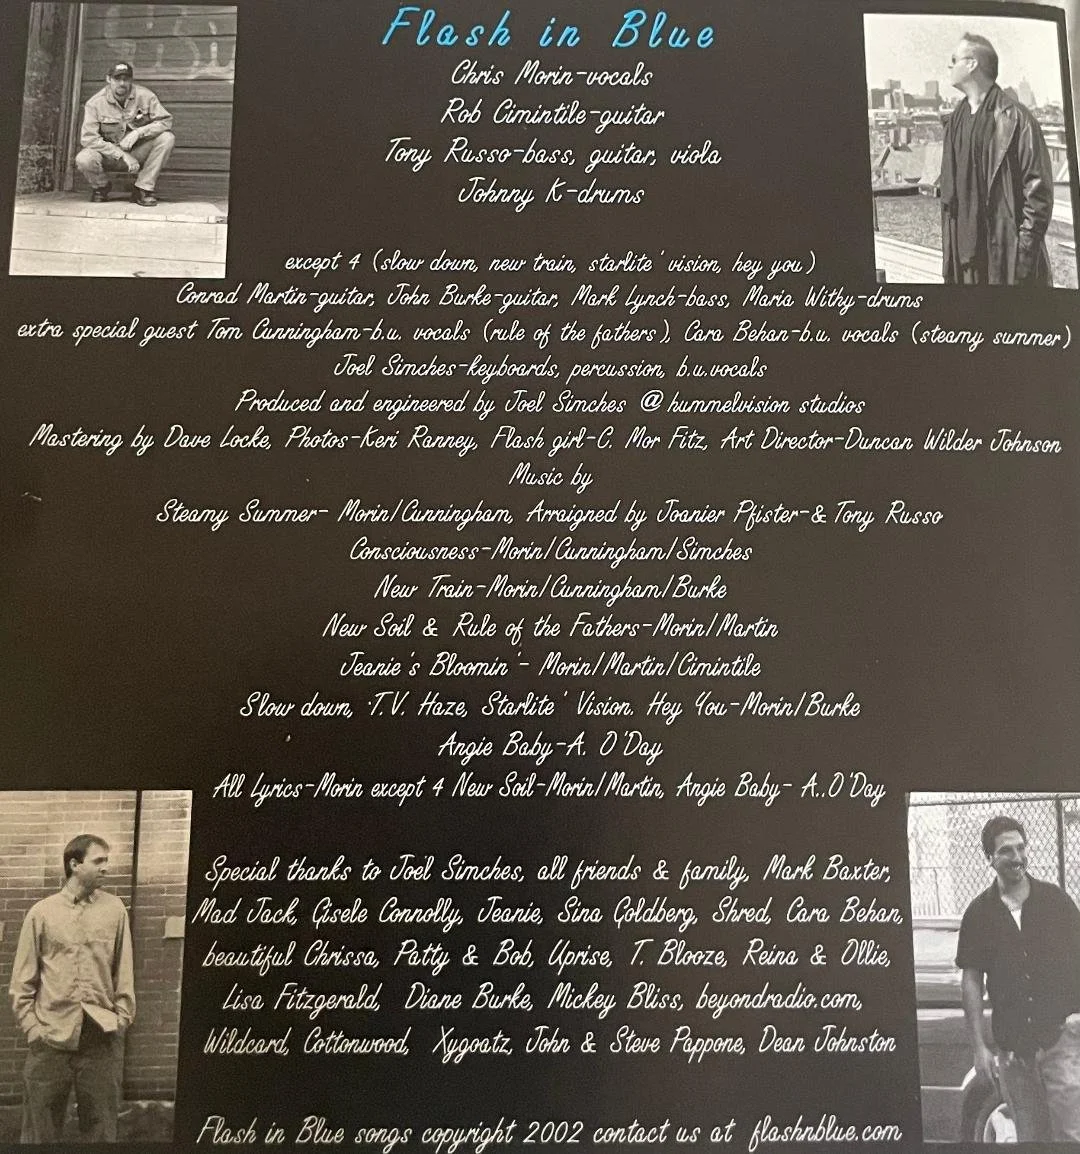 Flash in Blue
Chris Morin-vocals
Rob Cimintile-guitar
Tony Russo-bass, guitar, viola
Johnny K-drums
except 4 (slow down, new train, starlite' vision, hey you)
Conrad Martin-guitar, John Burke-guitar, Mark Lynch-bass, Maria Withy-drums
extra special guest Tom Cunningham-b.u. vocals (rule of the fathers), Cara Behan-b.u. vocals (steamy summer)
Joel Simches-keyboards, percussion, b.u.vocals
Produced and engineered by Joel Simches @ hummelvision studios
Mastering by Dave Locke, Photos-Keri Ranney, Flash girl-C. Mor Fitz, Art Director-Duncan Wilder Johnson
Music by
Steamy Summer- Morin/Cunningham, Arraigned by Joanier Pfister-& Tony Russo
Consciousness-Morin/Cunningham/Simches
New Train-Morin/Cunningham/Burke
New Soil & Rule of the Fathers-Morin/Martin
Jeanie's Bloomin'- Morin/Martin/Cimintile
Slow down, T.V. Haze, Starlite' Vision, Hey You-Morin/Burke
Angie Baby-A. O'Day
All Lyrics-Morin except 4 New Soil-Morin/Martin, Angie Baby- A..O'Day
Special thanks to Joel Simches, all friends & family, Mark Baxter,
Mad Jack, Gisele Connolly, Jeanie, Sina Goldberg, Shred, Cara Behan,
beautiful Chrissa, Patty & Bob, Uprise, T. Blooze, Reina & Ollie,
Lisa Fitzgerald, Diane Burke, Mickey Bliss, beyondradio.com,
Wildcard, Cottonwood, Xygoatz, John & Steve Pappone, Dean Johnston
Flash in Blue songs copyright 2002 contact us at flashnblue.com